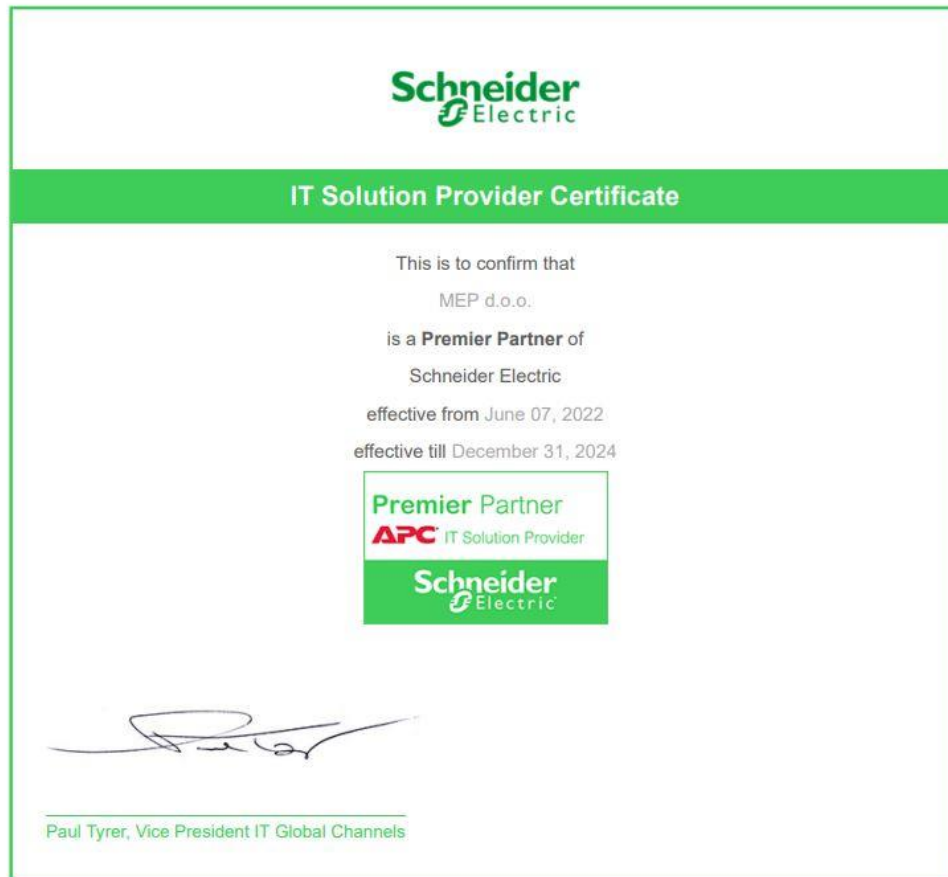 Schneider
Electric
IT Solution Provider Certificate
This is to confirm that
MEP d.o.o.
is a Premier Partner of
Schneider Electric
effective from June 07, 2022
effective till December 31, 2024
Premier Partner
APC IT Solution Provider
Schneider
Electric
Paul Tyrer, Vice President IT Global Channels